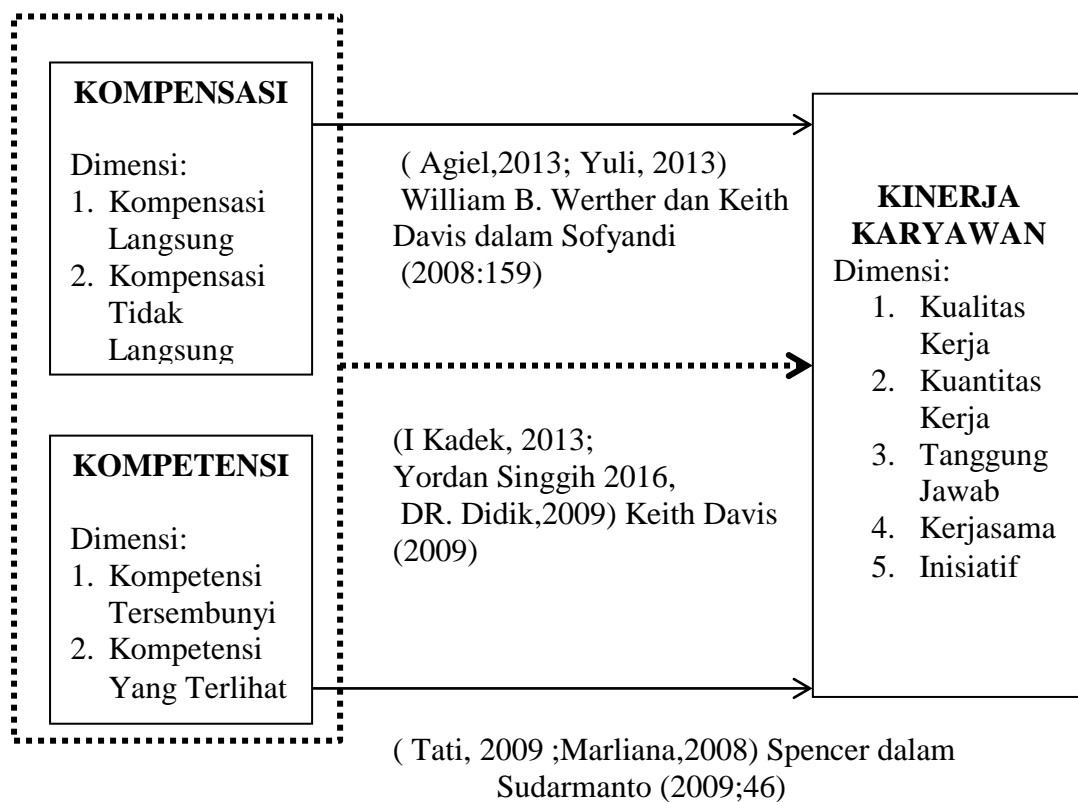 KOMPENSASI
Dimensi:
1. Kompensasi
Langsung
2. Kompensasi
Tidak
Langsung
KOMPETENSI
Dimensi:
1. Kompetensi
Tersembunyi
2. Kompetensi
Yang Terlihat
( Agiel,2013; Yuli, 2013)
William B. Werther dan Keith
Davis dalam Sofyandi
(2008:159)
(I Kadek, 2013;
Yordan Singgih 2016,
DR. Didik,2009) Keith Davis
(2009)
( Tati, 2009 ;Marliana,2008) Spencer dalam
Sudarmanto (2009;46)
KINERJA
KARYAWAN
Dimensi:
1. Kualitas
Kerja
2. Kuantitas
Kerja
3. Tanggung
Jawab
4. Kerjasama
5. Inisiatif